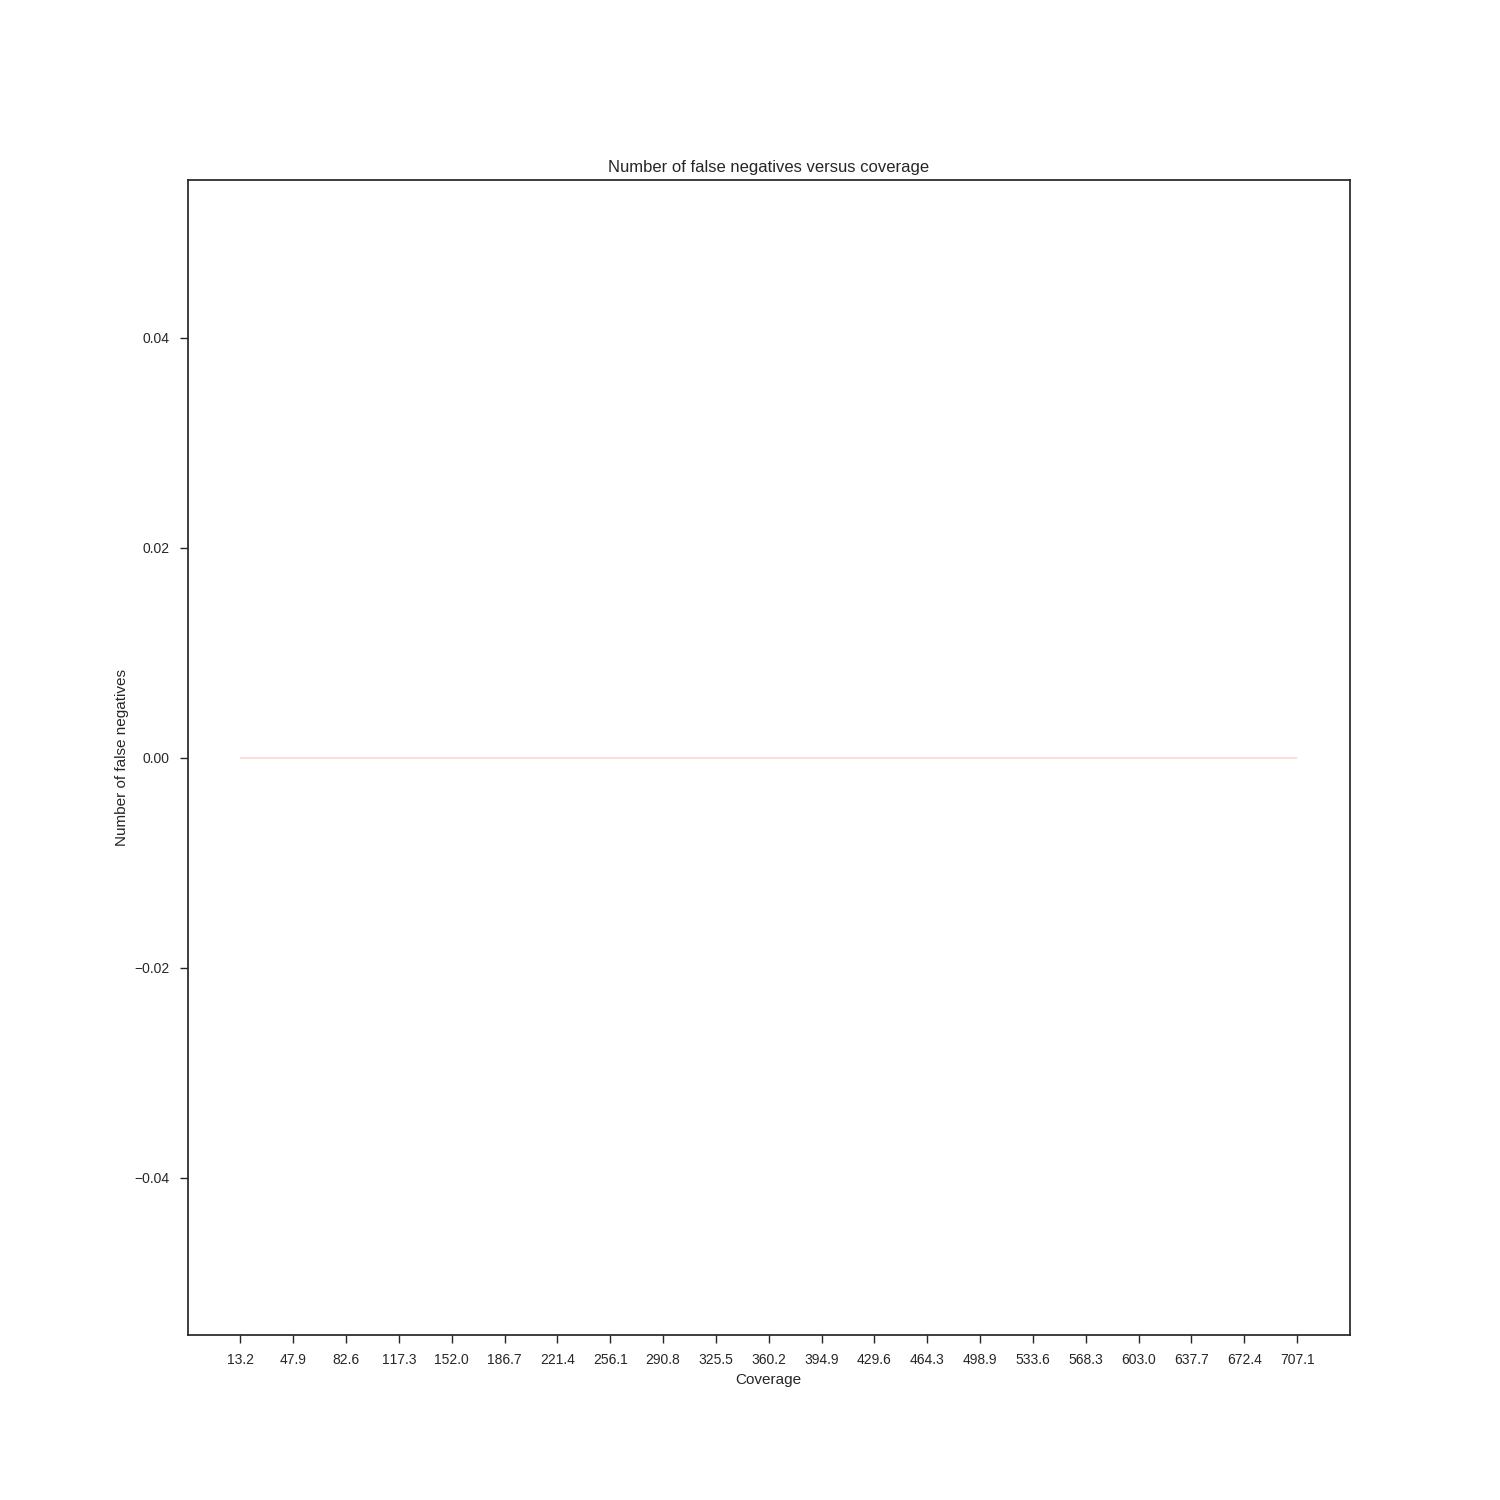 Number of false negatives versus coverage
0.04
0.02
0.00
−0.02
−0.04
Number of false negatives
13.2 47.9 82.6 117.3 152.0 186.7 221.4 256.1 290.8 325.5 360.2 394.9 429.6 464.3 498.9 533.6 568.3 603.0 637.7 672.4 707.1
Coverage